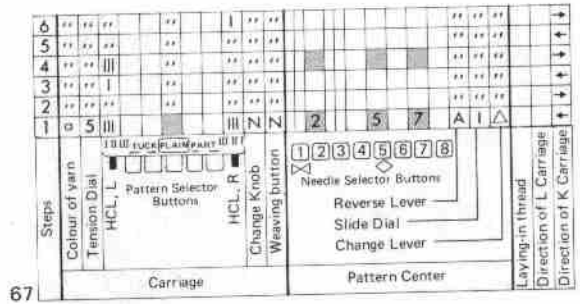 6 " " " " I " " " " " →
5 " " " " " " " " " " ←
4 " " III " " " " " " " →
3 " " I " " " " " " " ←
2 " " " " " " " " " " →
1 a 5 III III N N 2 5 7 A I △ ←
I II III TUCK PLAIN PART III II I
1 2 3 4 5 6 7 8
Steps
Colour of yarn
Tension Dial
HCL, L
Pattern Selector
Buttons
HCL, R
Change Knob
Weaving button
Needle Selector Buttons
Reverse Lever
Slide Dial
Change Lever
Laying-in thread
Direction of L Carriage
Direction of K Carriage
Carriage
Pattern Center
67